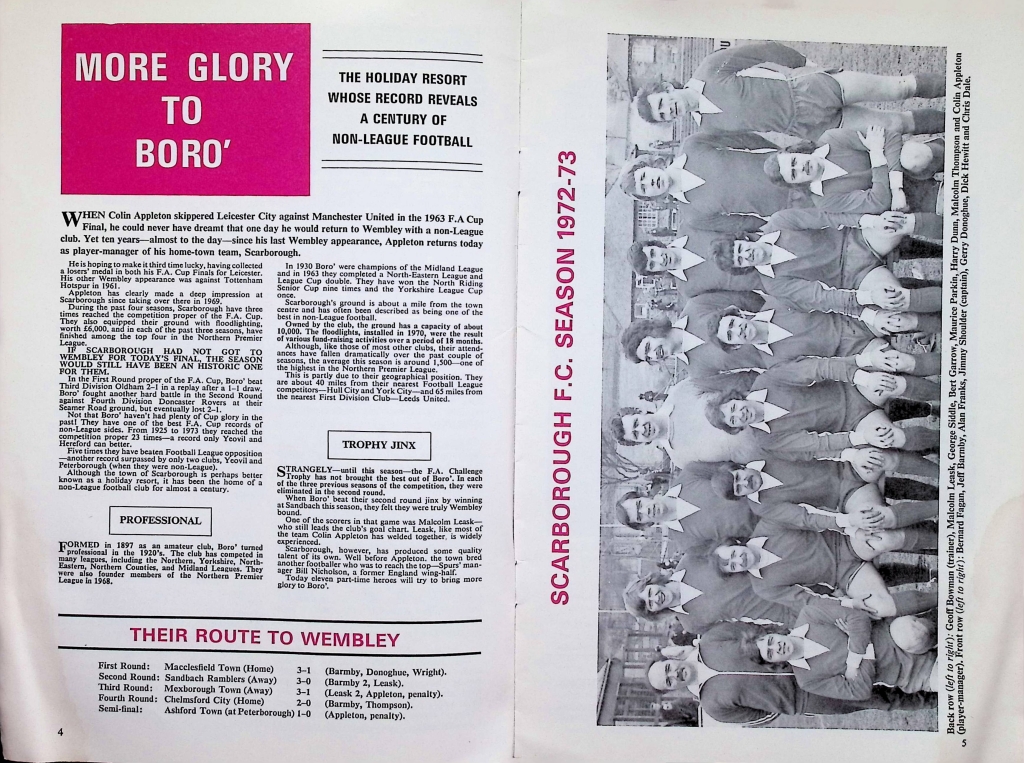 MORE GLORY
TO
BORO'
THE HOLIDAY RESORT
WHOSE RECORD REVEALS
A CENTURY OF
NON-LEAGUE FOOTBALL
WHEN Colin Appleton skippered Leicester City against Manchester United in the 1963 F.A Cup
Final, he could never have dreamt that one day he would return to Wembley with a non-League
club. Yet ten years—almost to the day—since his last Wembley appearance, Appleton returns today
as player-manager of his home-town team, Scarborough.
He is hoping to make it third time lucky, having collected
a losers' medal in both his F.A. Cup Finals for Leicester.
His other Wembley appearance was against Tottenham
Hotspur in 1961.
Appleton has clearly made a deep impression at
Scarborough since taking over there in 1969.
During the past four seasons, Scarborough have three
times reached the competition proper of the F.A. Cup.
They also equipped their ground with floodlighting,
worth £6,000, and in each of the past three seasons, have
finished among the top four in the Northern Premier
League.
IF SCARBOROUGH HAD NOT GOT TO
WEMBLEY FOR TODAY'S FINAL, THE SEASON
WOULD STILL HAVE BEEN AN HISTORIC ONE
FOR THEM.
In the First Round proper of the F.A. Cup, Boro' beat
Third Division Oldham 2–1 in a replay after a 1–1 draw.
Boro' fought another hard battle in the Second Round
against Fourth Division Doncaster Rovers at their
Seamer Road ground, but eventually lost 2–1.
Not that Boro' haven't had plenty of Cup glory in the
past! They have one of the best F.A. Cup records of
non-League sides. From 1925 to 1973 they reached the
competition proper 23 times—a record only Yeovil and
Hereford can better.
Five times they have beaten Football League opposition
—another record surpassed by only two clubs, Yeovil and
Peterborough (when they were non-League).
Although the town of Scarborough is perhaps better
known as a holiday resort, it has been the home of a
non-League football club for almost a century.
PROFESSIONAL
FORMED in 1897 as an amateur club, Boro' turned
professional in the 1920's. The club has competed in
many leagues, including the Northern, Yorkshire, North-
Eastern, Northern Counties, and Midland Leagues. They
were also founder members of the Northern Premier
League in 1968.
In 1930 Boro' were champions of the Midland League
and in 1963 they completed a North-Eastern League and
League Cup double. They have won the North Riding
Senior Cup nine times and the Yorkshire League Cup
once.
Scarborough's ground is about a mile from the town
centre and has often been described as being one of the
best in non-League football.
Owned by the club, the ground has a capacity of about
10,000. The floodlights, installed in 1970, were the result
of various fund-raising activities over a period of 18 months.
Although, like those of most other clubs, their attend-
ances have fallen dramatically over the past couple of
seasons, the average this season is around 1,500—one of
the highest in the Northern Premier League.
This is partly due to their geographical position. They
are about 40 miles from their nearest Football League
competitors—Hull City and York City—and 65 miles from
the nearest First Division Club—Leeds United.
TROPHY JINX
STRANGELY—until this season—the F.A. Challenge
Trophy has not brought the best out of Boro'. In each
of the three previous seasons of the competition, they were
eliminated in the second round.
When Boro' beat their second round jinx by winning
at Sandbach this season, they felt they were truly Wembley
bound.
One of the scorers in that game was Malcolm Leask—
who still leads the club's goal chart. Leask, like most of
the team Colin Appleton has welded together, is widely
experienced.
Scarborough, however, has produced some quality
talent of its own. Well before Appleton, the town bred
another footballer who was to reach the top—Spurs' man-
ager Bill Nicholson, a former England wing-half.
Today eleven part-time heroes will try to bring more
glory to Boro'.
THEIR ROUTE TO WEMBLEY
First Round: Macclesfield Town (Home) 3–1 (Barmby, Donoghue, Wright).
Second Round: Sandbach Ramblers (Away) 3–0 (Barmby 2, Leask).
Third Round: Mexborough Town (Away) 3–1 (Leask 2, Appleton, penalty).
Fourth Round: Chelmsford City (Home) 2–0 (Barmby, Thompson).
Semi-final: Ashford Town (at Peterborough) 1–0 (Appleton, penalty).
4
SCARBOROUGH F.C. SEASON 1972-73
Back row (left to right): Geoff Bowman (trainer), Malcolm Leask, George Siddle, Bert Garrow, Maurice Parkin, Harry Dunn, Malcolm Thompson and Colin Appleton
(player-manager). Front row (left to right): Bernard Fagan, Jeff Barmby, Alan Franks, Jimmy Shoulder (captain), Gerry Donoghue, Dick Hewitt and Chris Dale.
5